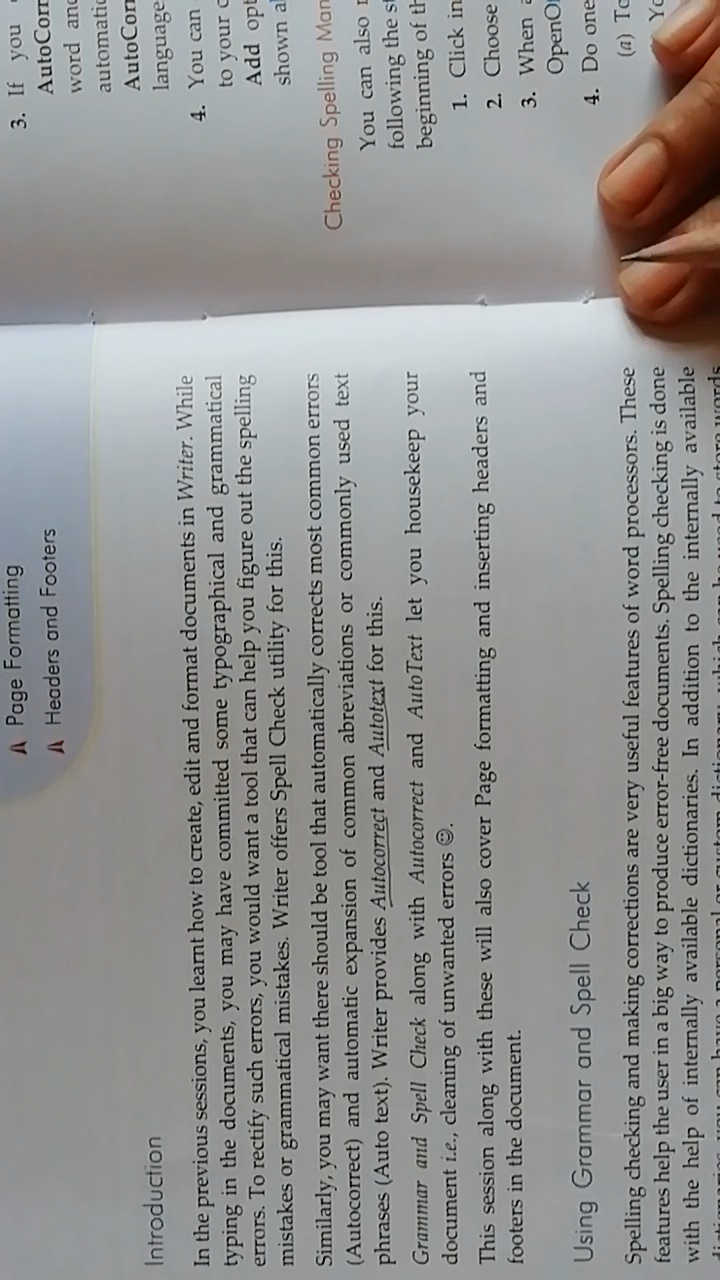 Page Formatting
Headers and Footers
Introduction
In the previous sessions, you learnt how to create, edit and format documents in Writer. While
typing in the documents, you may have committed some typographical and grammatical
errors. To rectify such errors, you would want a tool that can help you figure out the spelling
mistakes or grammatical mistakes. Writer offers Spell Check utility for this.
Similarly, you may want there should be tool that automatically corrects most common errors
(Autocorrect) and automatic expansion of common abreviations or commonly used text
phrases (Auto text). Writer provides Autocorrect and Autotext for this.
Grammar and Spell Check along with Autocorrect and AutoText let you housekeep your
document i.e., cleaning of unwanted errors ☺.
This session along with these will also cover Page formatting and inserting headers and
footers in the document.
Using Grammar and Spell Check
Spelling checking and making corrections are very useful features of word processors. These
features help the user in a big way to produce error-free documents. Spelling checking is done
with the help of internally available dictionaries. In addition to the internally available
3. If you
AutoCorr
word and
automatic
AutoCorr
language
4. You can
to your
Add opt
shown a
Checking Spelling Man
You can also
following the s
beginning of th
1. Click in
2. Choose
3. When a
OpenO
4. Do one
(a) To
Yo